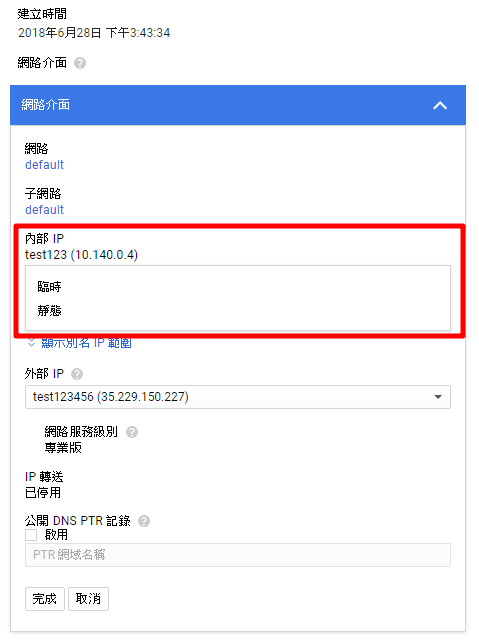 建立時間
2018年6月28日 下午3:43:34
網路介面
網路介面
網路
default
子網路
default
內部 IP
test123 (10.140.0.4)
臨時
靜態
顯示別名 IP 範圍
外部 IP
test123456 (35.229.150.227)
網路服務級別
專業版
IP 轉送
已停用
公開 DNS PTR 記錄
啟用
PTR 網域名稱
完成 取消